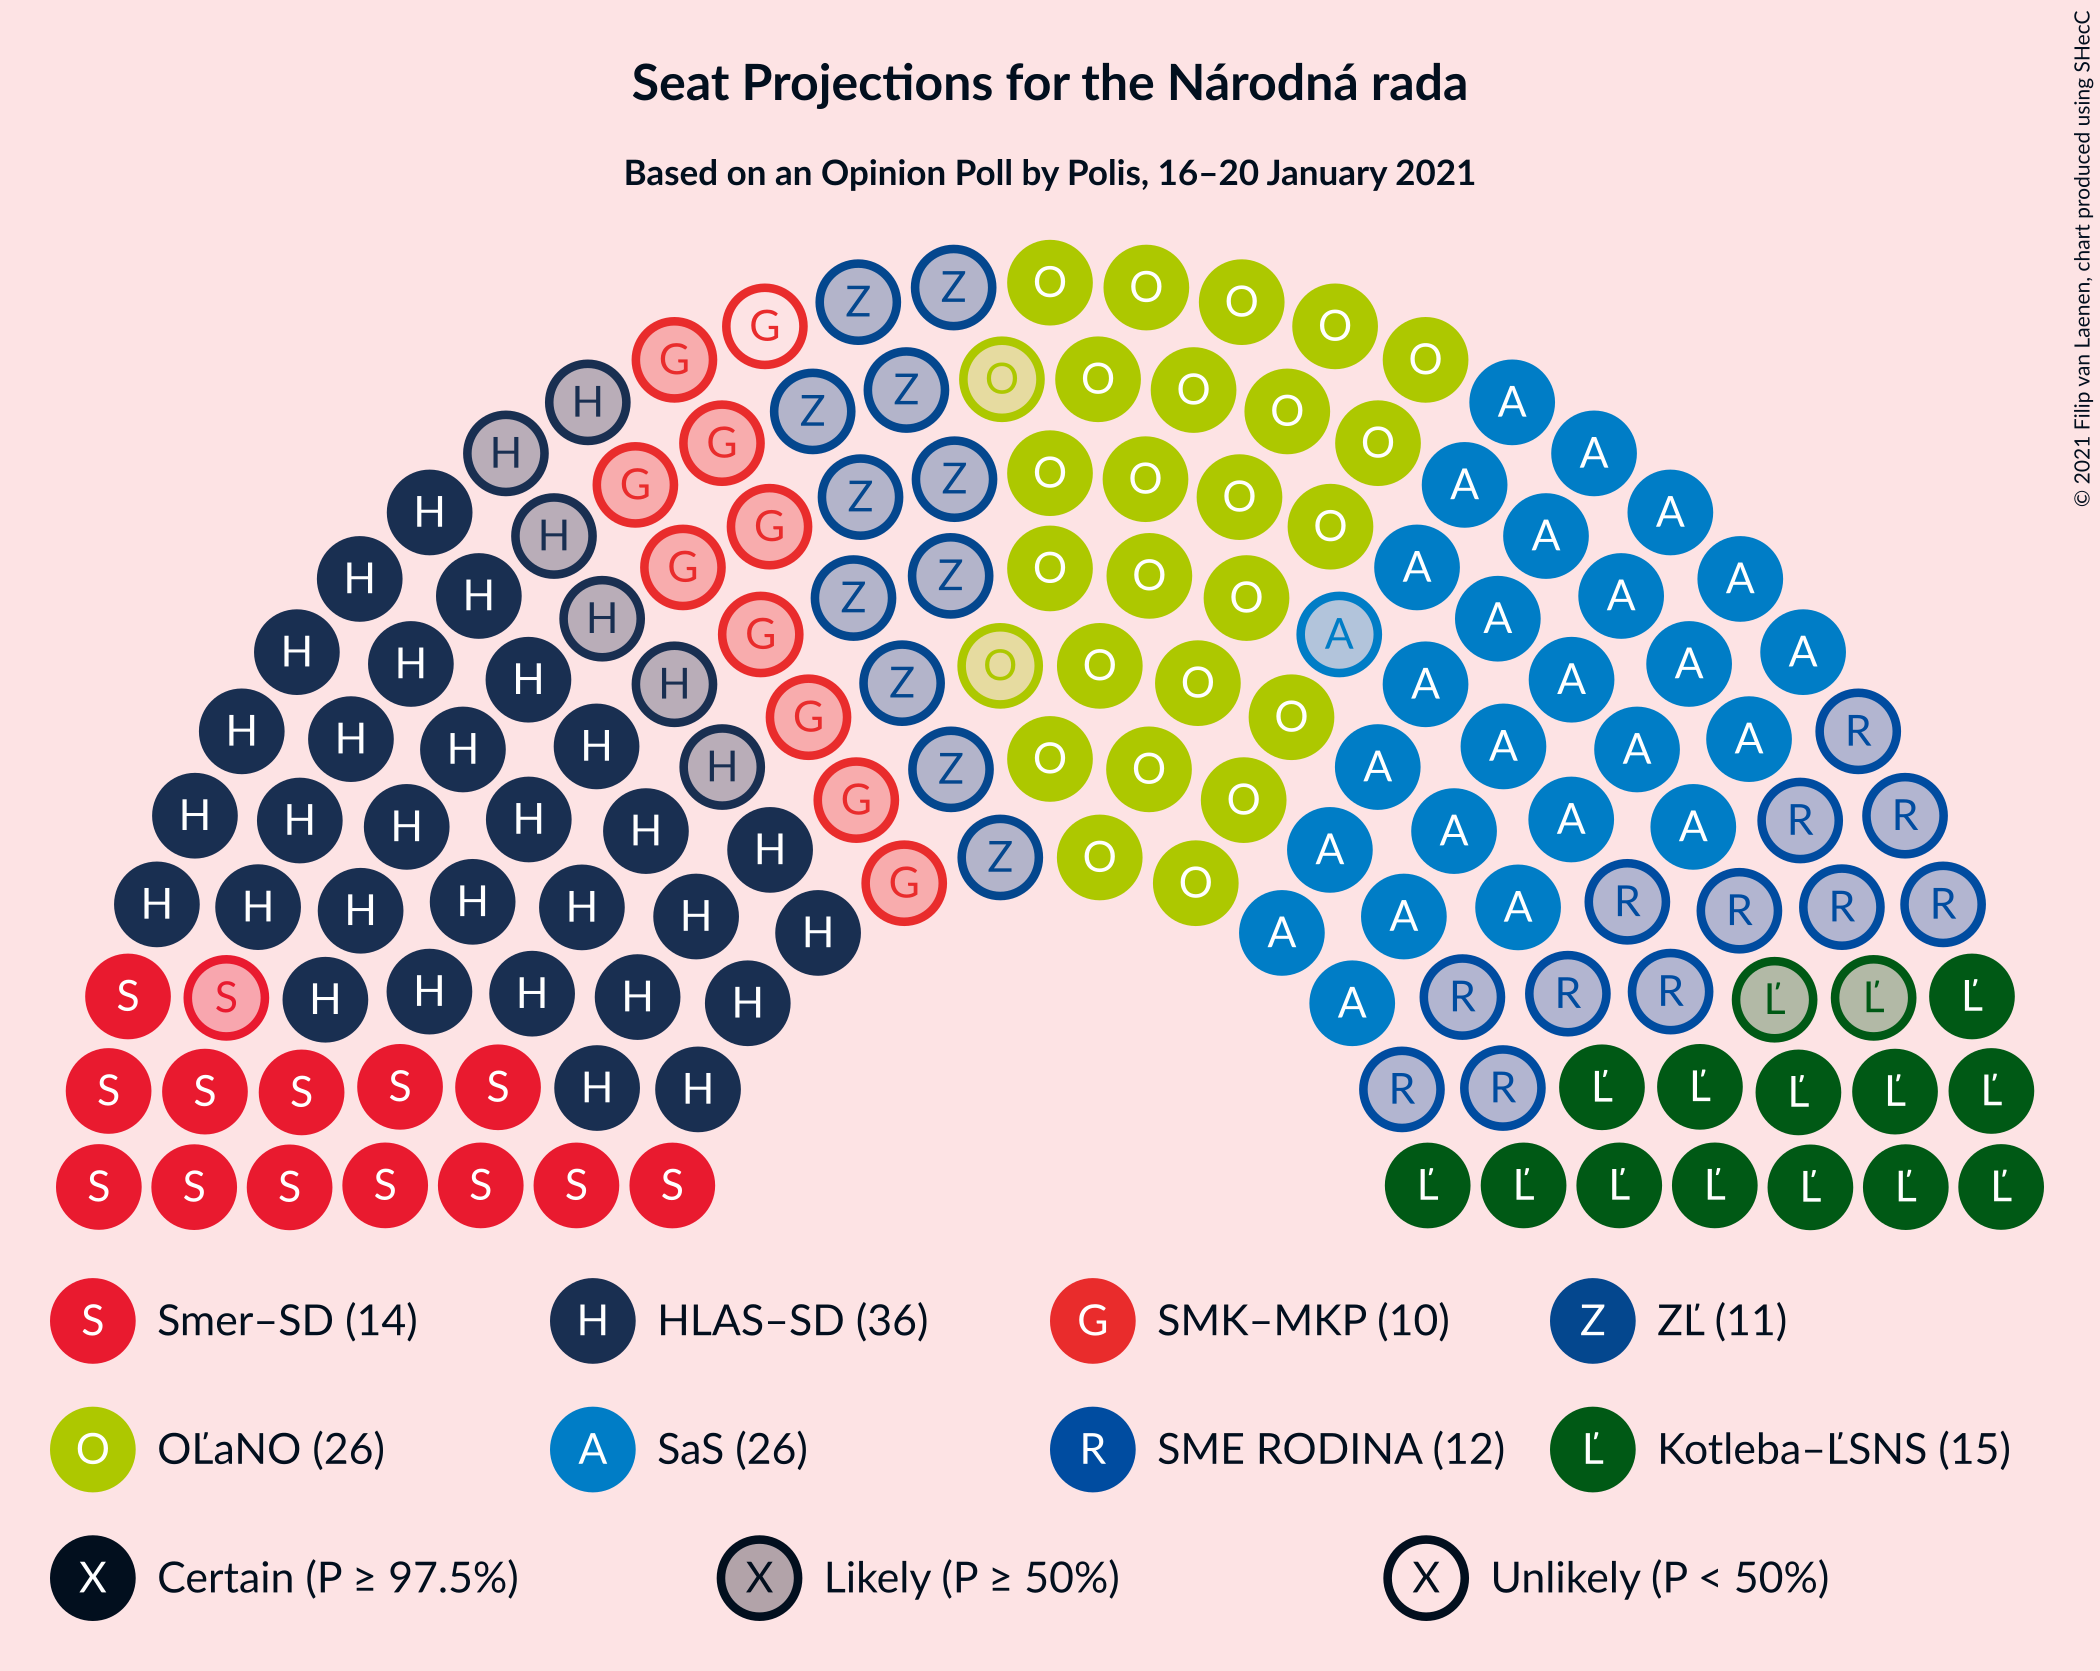 © 2021 Filip van Laenen, chart produced using SHecC
Seat Projections for the Národná rada
Based on an Opinion Poll by Polis, 16–20 January 2021
G Z Z O O O O
H G Z Z O O O O O A
H H G G Z Z O O O O A A A
H H H G G Z Z O O O O A A A A
H H H H H G Z O O O A A A A A A
H H H H H G Z O O O A A A A R
H H H H H H G Z O O A A A A R R
H H H H H H H G O A A A R R R R
S S H H H H H A R R R Ľ Ľ Ľ
S S S S S H H R R Ľ Ľ Ľ Ľ Ľ
S S S S S S S Ľ Ľ Ľ Ľ Ľ Ľ Ľ
S Smer–SD (14) H HLAS–SD (36) G SMK–MKP (10) Z ZĽ (11)
O OĽaNO (26) A SaS (26) R SME RODINA (12) Ľ Kotleba–ĽSNS (15)
X Certain (P ≥ 97.5%) X Likely (P ≥ 50%) X Unlikely (P < 50%)